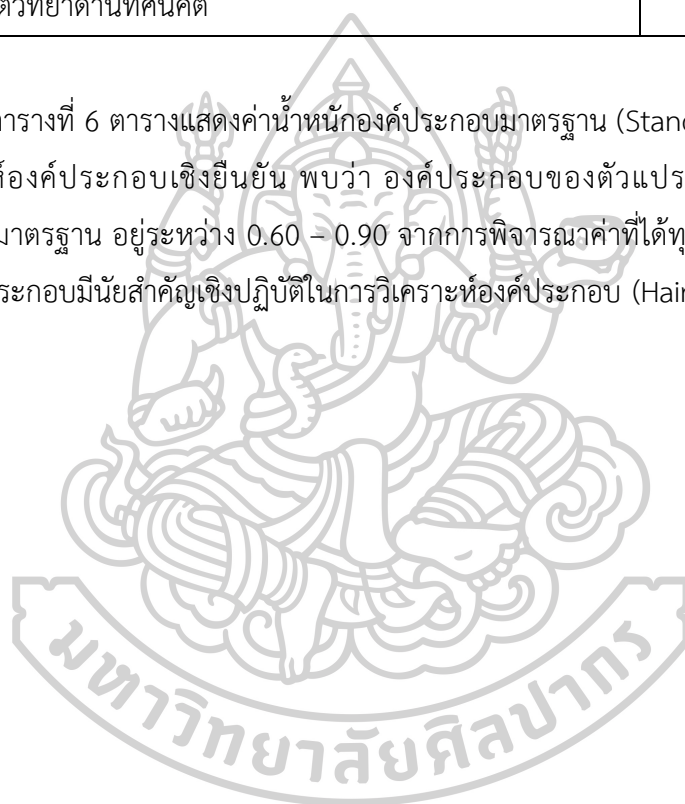 ตวิทยาด้านทัศนคติ
ารางที่ 6 ตารางแสดงค่าน้ำหนักองค์ประกอบมาตรฐาน (Stand
ห์องค์ประกอบเชิงยืนยัน พบว่า องค์ประกอบของตัวแปร
มาตรฐาน อยู่ระหว่าง 0.60 – 0.90 จากการพิจารณาค่าที่ได้ทุ
ระกอบมีนัยสำคัญเชิงปฏิบัติในการวิเคราะห์องค์ประกอบ (Hair
มหาวิทยาลัยศิลปากร